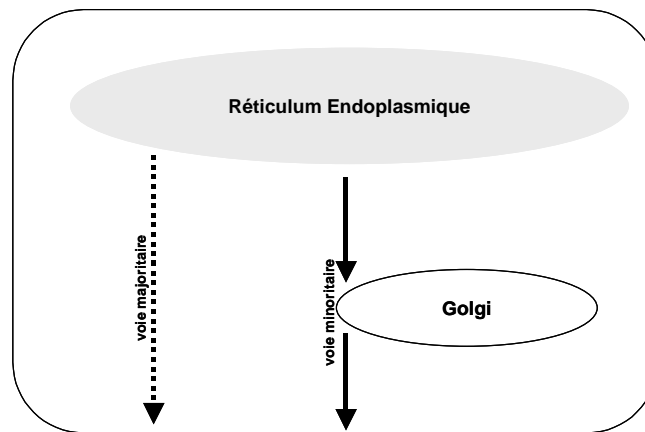 Réticulum Endoplasmique
voie majoritaire
voie minoritaire
Golgi